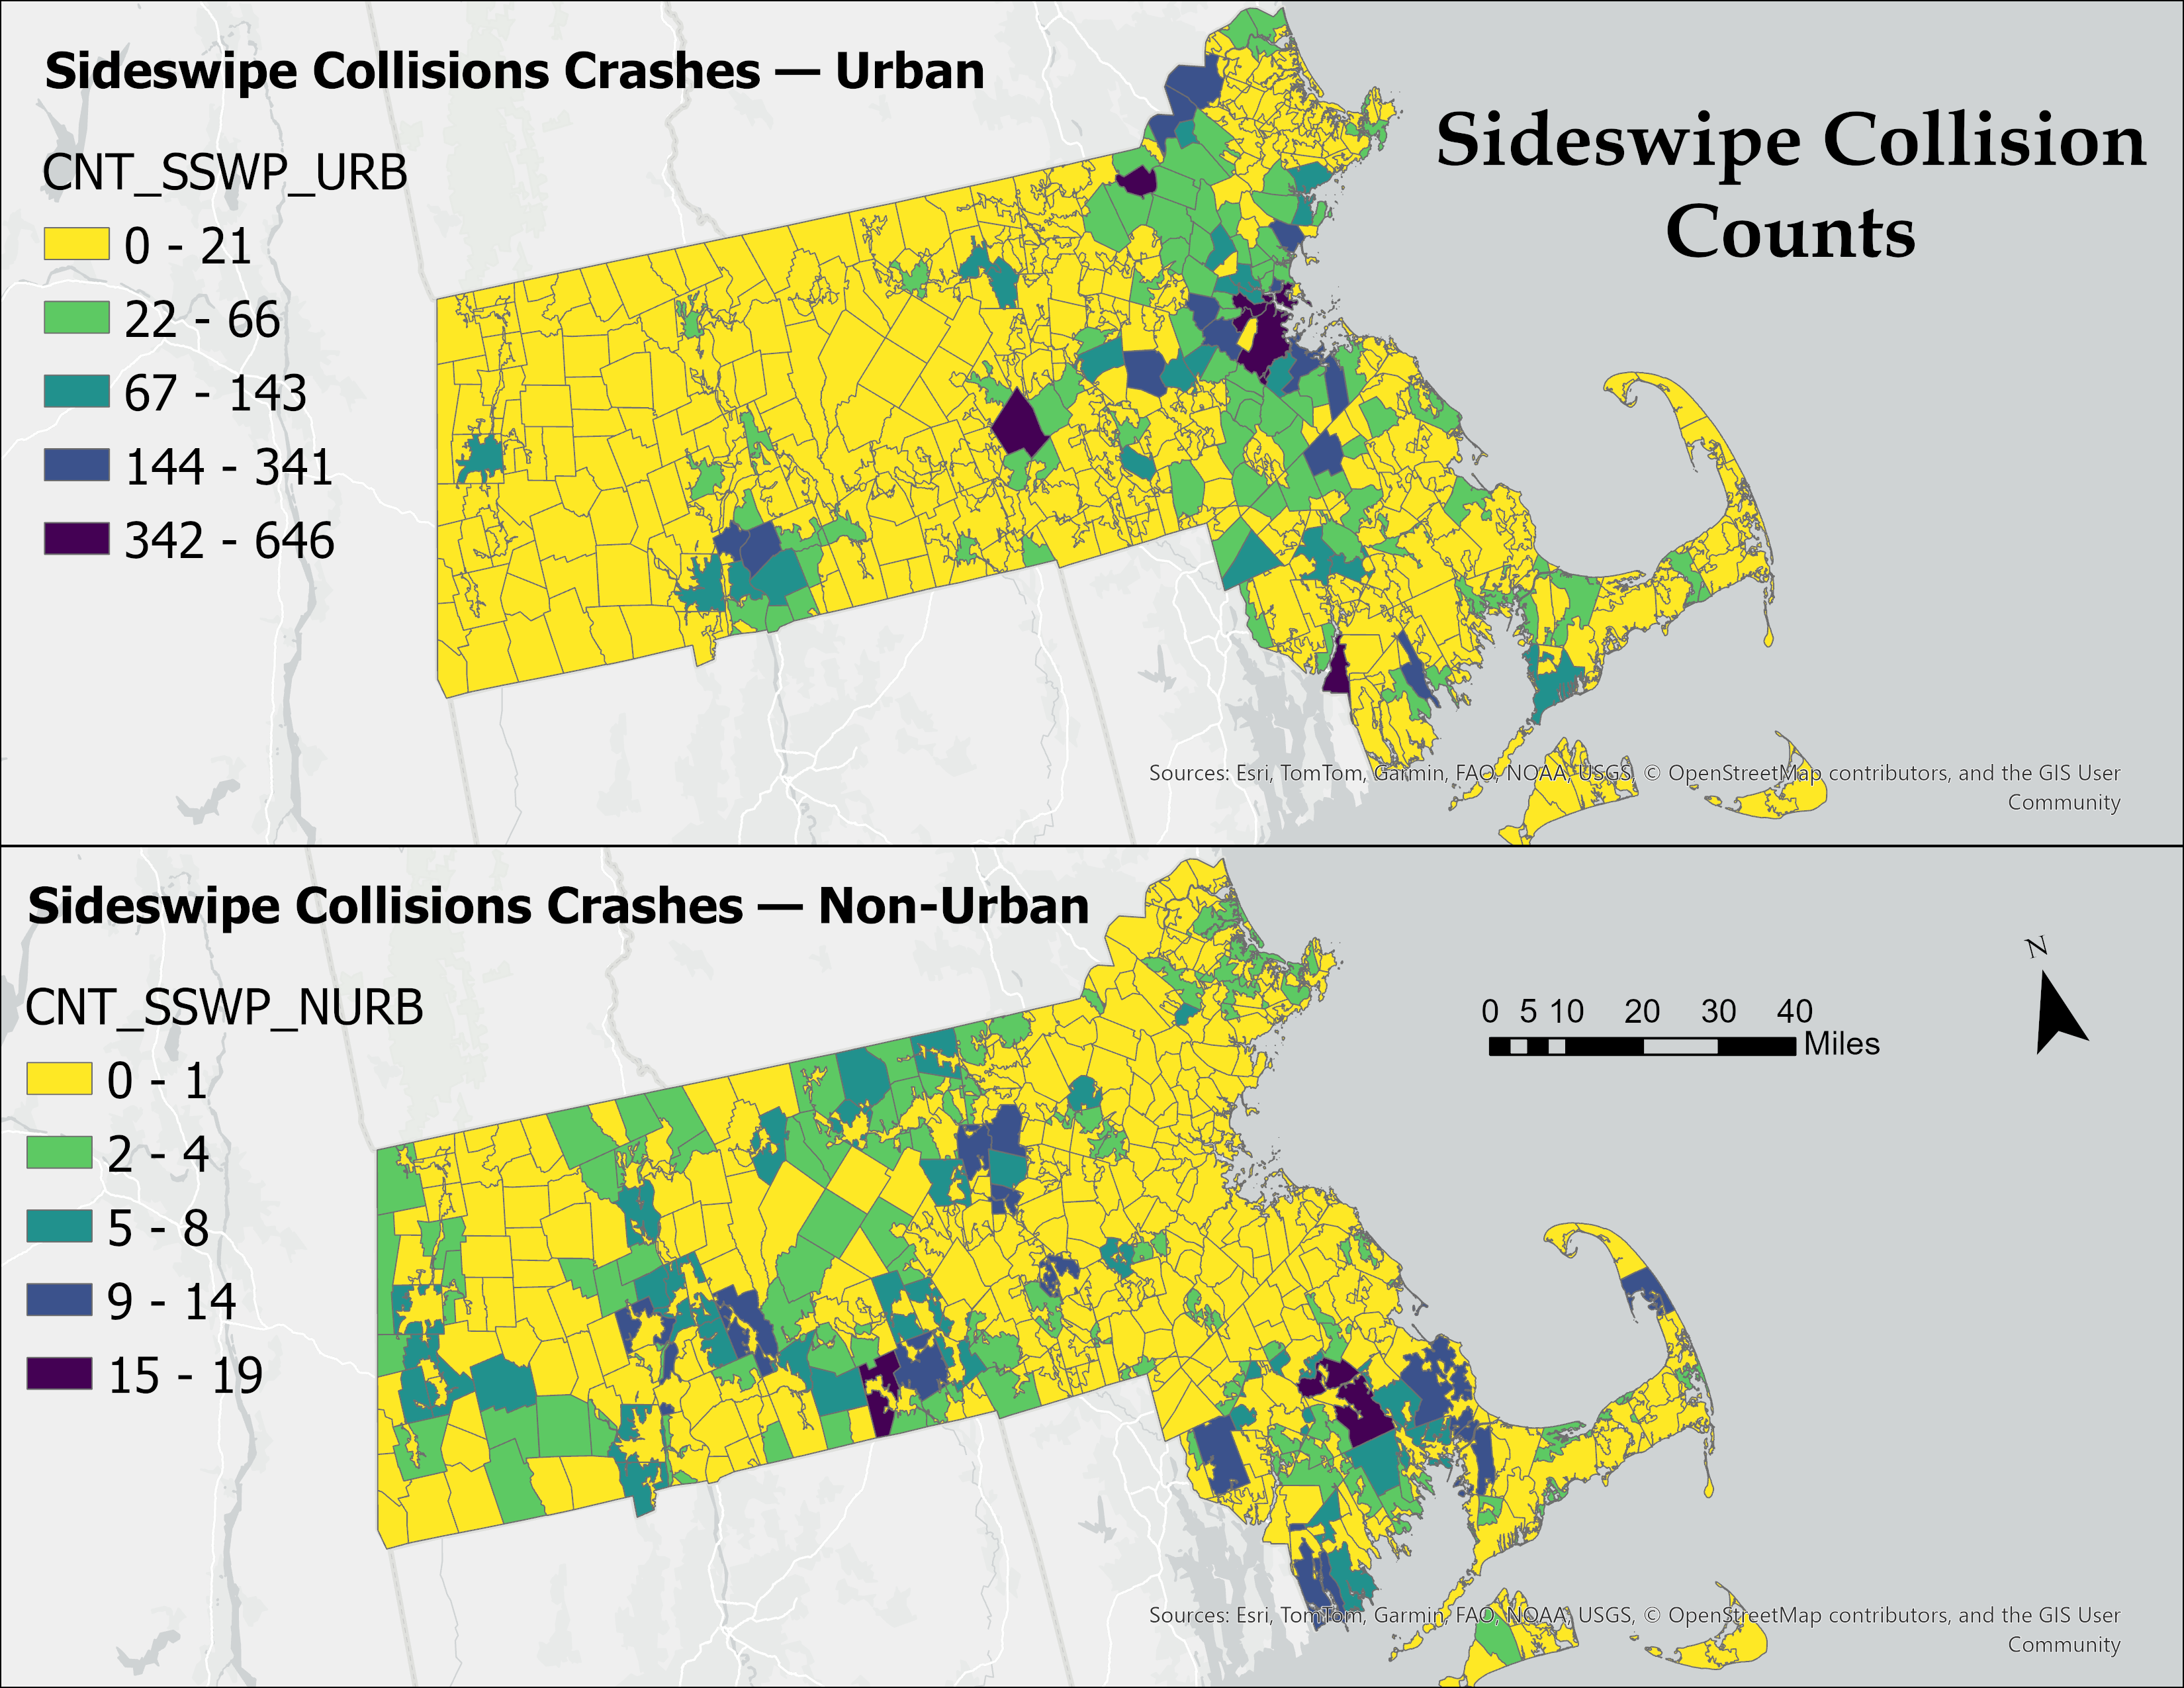 Sideswipe Collisions Crashes — Urban
Sideswipe Collision
Counts
CNT_SSWP_URB
0 - 21
22 - 66
67 - 143
144 - 341
342 - 646
Sources: Esri, TomTom, Garmin, FAO, NOAA, USGS, © OpenStreetMap contributors, and the GIS User
Community
Sideswipe Collisions Crashes — Non-Urban
CNT_SSWP_NURB
0 - 1
2 - 4
5 - 8
9 - 14
15 - 19
N
0 5 10 20 30 40
Miles
Sources: Esri, TomTom, Garmin, FAO, NOAA, USGS, © OpenStreetMap contributors, and the GIS User
Community